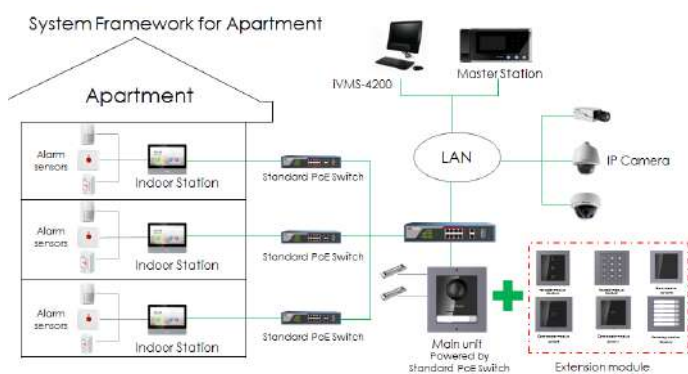 System Framework for Apartment
iVMS-4200
Master Station
Apartment
Alarm
sensors
Indoor Station
Standard PoE Switch
LAN
IP Camera
Alarm
sensors
Indoor Station
Standard PoE Switch
Alarm
sensors
Indoor Station
Standard PoE Switch
Main unit
Powered by
Standard PoE Switch
Extension module